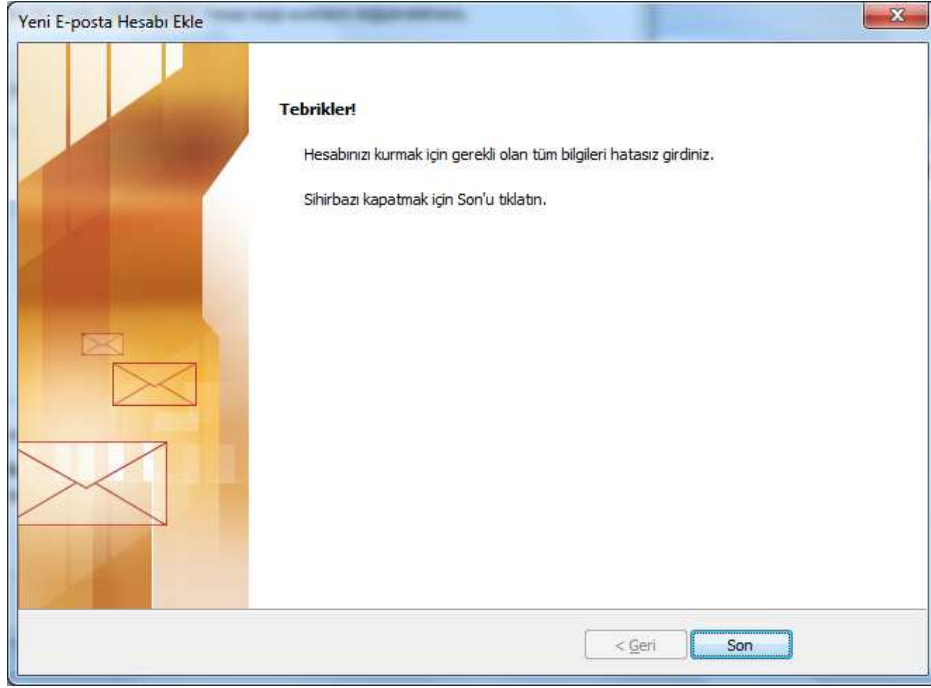 Yeni E-posta Hesabı Ekle
Tebrikler!
Hesabınızı kurmak için gerekli olan tüm bilgileri hatasız girdiniz.
Sihirbazı kapatmak için Son'u tıklatın.
< Geri
Son